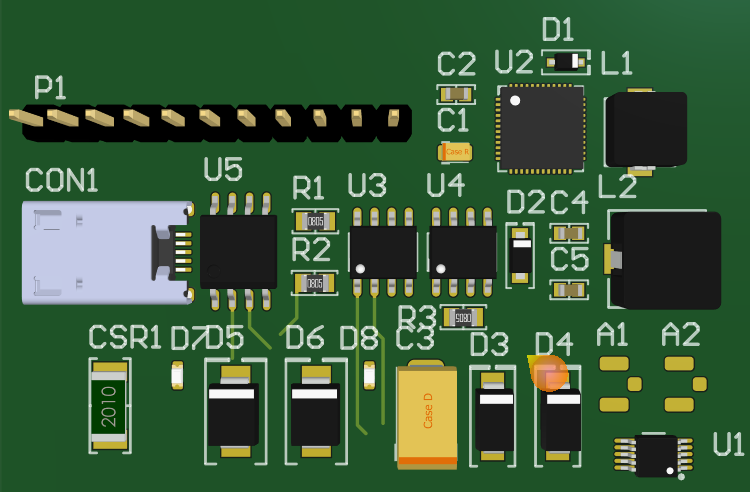 D1
C2 U2 L1
P1
C1
Case R
U5
CON1 R1 U3 U4 L2
D2 C4
0805
R2 C5
0805
R3
5080
CSR1 D7 D5 D6 D8 C3 D3 D4 A1 A2
2010
Case D
U1